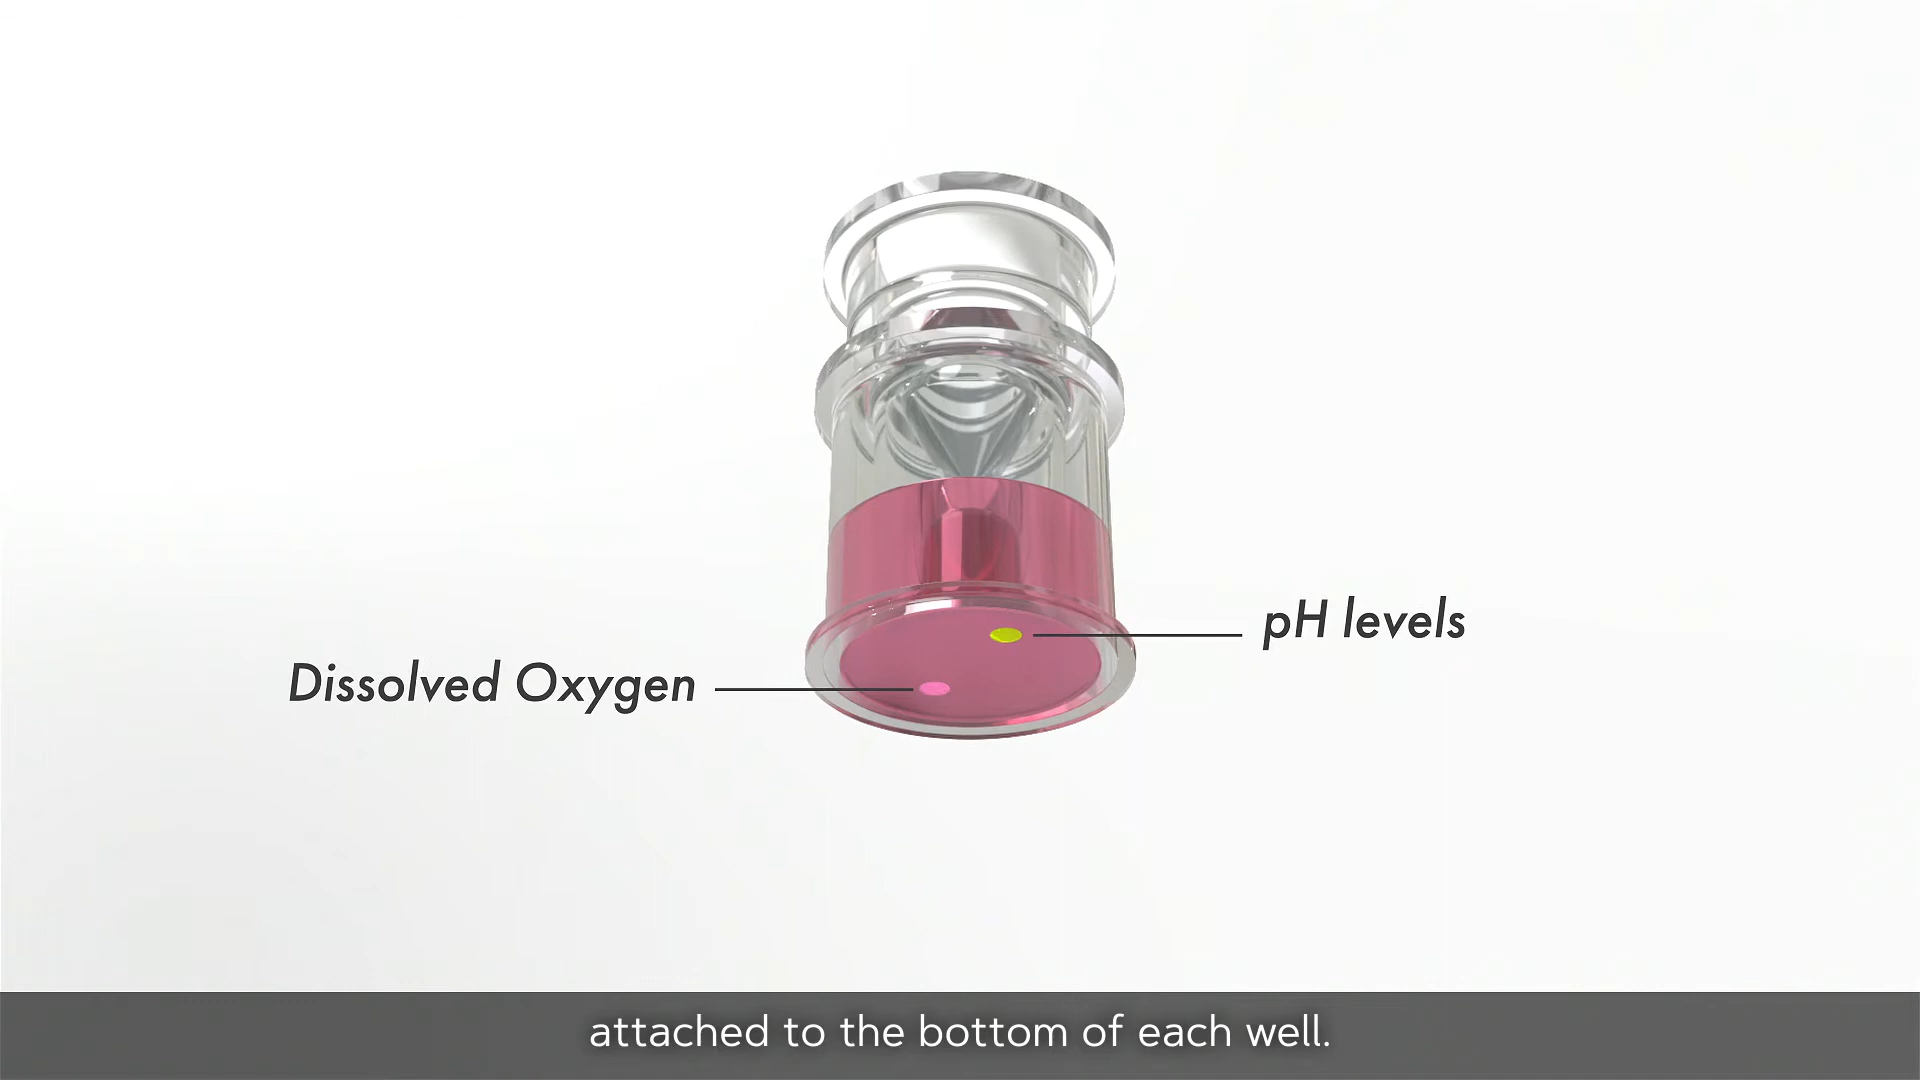 pH levels
Dissolved Oxygen
attached to the bottom of each well.